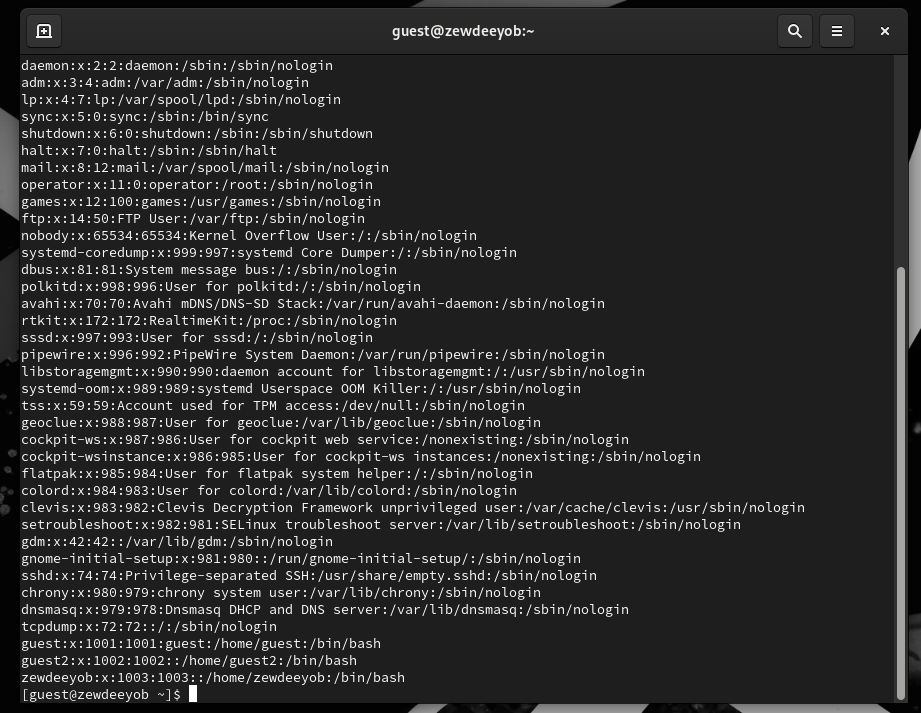 guest@zewdeeyob:~
daemon:x:2:2:daemon:/sbin:/sbin/nologin
adm:x:3:4:adm:/var/adm:/sbin/nologin
lp:x:4:7:lp:/var/spool/lpd:/sbin/nologin
sync:x:5:0:sync:/sbin:/bin/sync
shutdown:x:6:0:shutdown:/sbin:/sbin/shutdown
halt:x:7:0:halt:/sbin:/sbin/halt
mail:x:8:12:mail:/var/spool/mail:/sbin/nologin
operator:x:11:0:operator:/root:/sbin/nologin
games:x:12:100:games:/usr/games:/sbin/nologin
ftp:x:14:50:FTP User:/var/ftp:/sbin/nologin
nobody:x:65534:65534:Kernel Overflow User:/:/sbin/nologin
systemd-coredump:x:999:997:systemd Core Dumper:/:/sbin/nologin
dbus:x:81:81:System message bus:/:/sbin/nologin
polkitd:x:998:996:User for polkitd:/:/sbin/nologin
avahi:x:70:70:Avahi mDNS/DNS-SD Stack:/var/run/avahi-daemon:/sbin/nologin
rtkit:x:172:172:RealtimeKit:/proc:/sbin/nologin
sssd:x:997:993:User for sssd:/:/sbin/nologin
pipewire:x:996:992:PipeWire System Daemon:/var/run/pipewire:/sbin/nologin
libstoragemgmt:x:990:990:daemon account for libstoragemgmt:/:/usr/sbin/nologin
systemd-oom:x:989:989:systemd Userspace OOM Killer:/:/usr/sbin/nologin
tss:x:59:59:Account used for TPM access:/dev/null:/sbin/nologin
geoclue:x:988:987:User for geoclue:/var/lib/geoclue:/sbin/nologin
cockpit-ws:x:987:986:User for cockpit web service:/nonexisting:/sbin/nologin
cockpit-wsinstance:x:986:985:User for cockpit-ws instances:/nonexisting:/sbin/nologin
flatpak:x:985:984:User for flatpak system helper:/:/sbin/nologin
colord:x:984:983:User for colord:/var/lib/colord:/sbin/nologin
clevis:x:983:982:Clevis Decryption Framework unprivileged user:/var/cache/clevis:/usr/sbin/nologin
setroubleshoot:x:982:981:SELinux troubleshoot server:/var/lib/setroubleshoot:/sbin/nologin
gdm:x:42:42::/var/lib/gdm:/sbin/nologin
gnome-initial-setup:x:981:980::/run/gnome-initial-setup/:/sbin/nologin
sshd:x:74:74:Privilege-separated SSH:/usr/share/empty.sshd:/sbin/nologin
chrony:x:980:979:chrony system user:/var/lib/chrony:/sbin/nologin
dnsmasq:x:979:978:Dnsmasq DHCP and DNS server:/var/lib/dnsmasq:/sbin/nologin
tcpdump:x:72:72::/:/sbin/nologin
guest:x:1001:1001:guest:/home/guest:/bin/bash
guest2:x:1002:1002::/home/guest2:/bin/bash
zewdeeyob:x:1003:1003::/home/zewdeeyob:/bin/bash
[guest@zewdeeyob ~]$